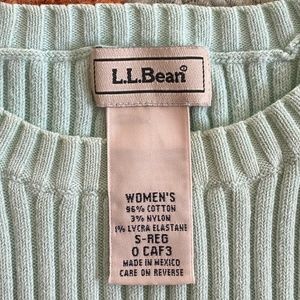 L.L.Bean®
WOMEN'S
96% COTTON
3% NYLON
1% LYCRA ELASTANE
S-REG
0 CAF3
MADE IN MEXICO
CARE ON REVERSE